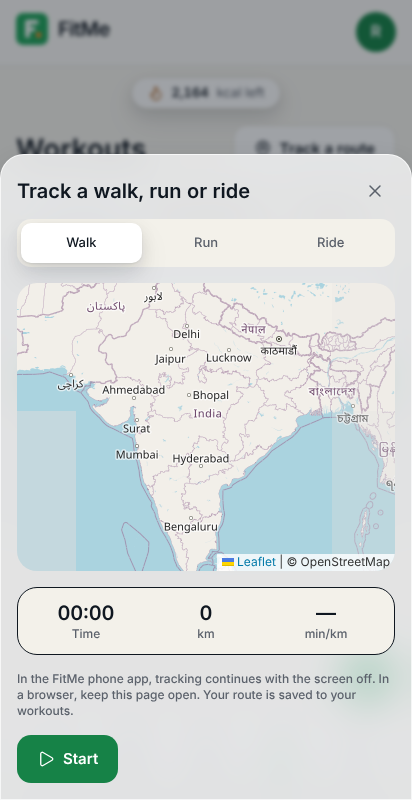 FitMe
R
2,164 kcal left
Workouts
Track a route
Track a walk, run or ride
Walk
Run
Ride
لاہور
پاکستان
Delhi
नेपाल
Jaipur
Lucknow
काठमाडौं
کراچی
Ahmedabad
Bhopal
বাংলাদেশ
India
চট্টগ্রাম
Surat
Mumbai
Hyderabad
Bengaluru
Leaflet | © OpenStreetMap
00:00
0
—
Time
km
min/km
In the FitMe phone app, tracking continues with the screen off. In
a browser, keep this page open. Your route is saved to your
workouts.
Start